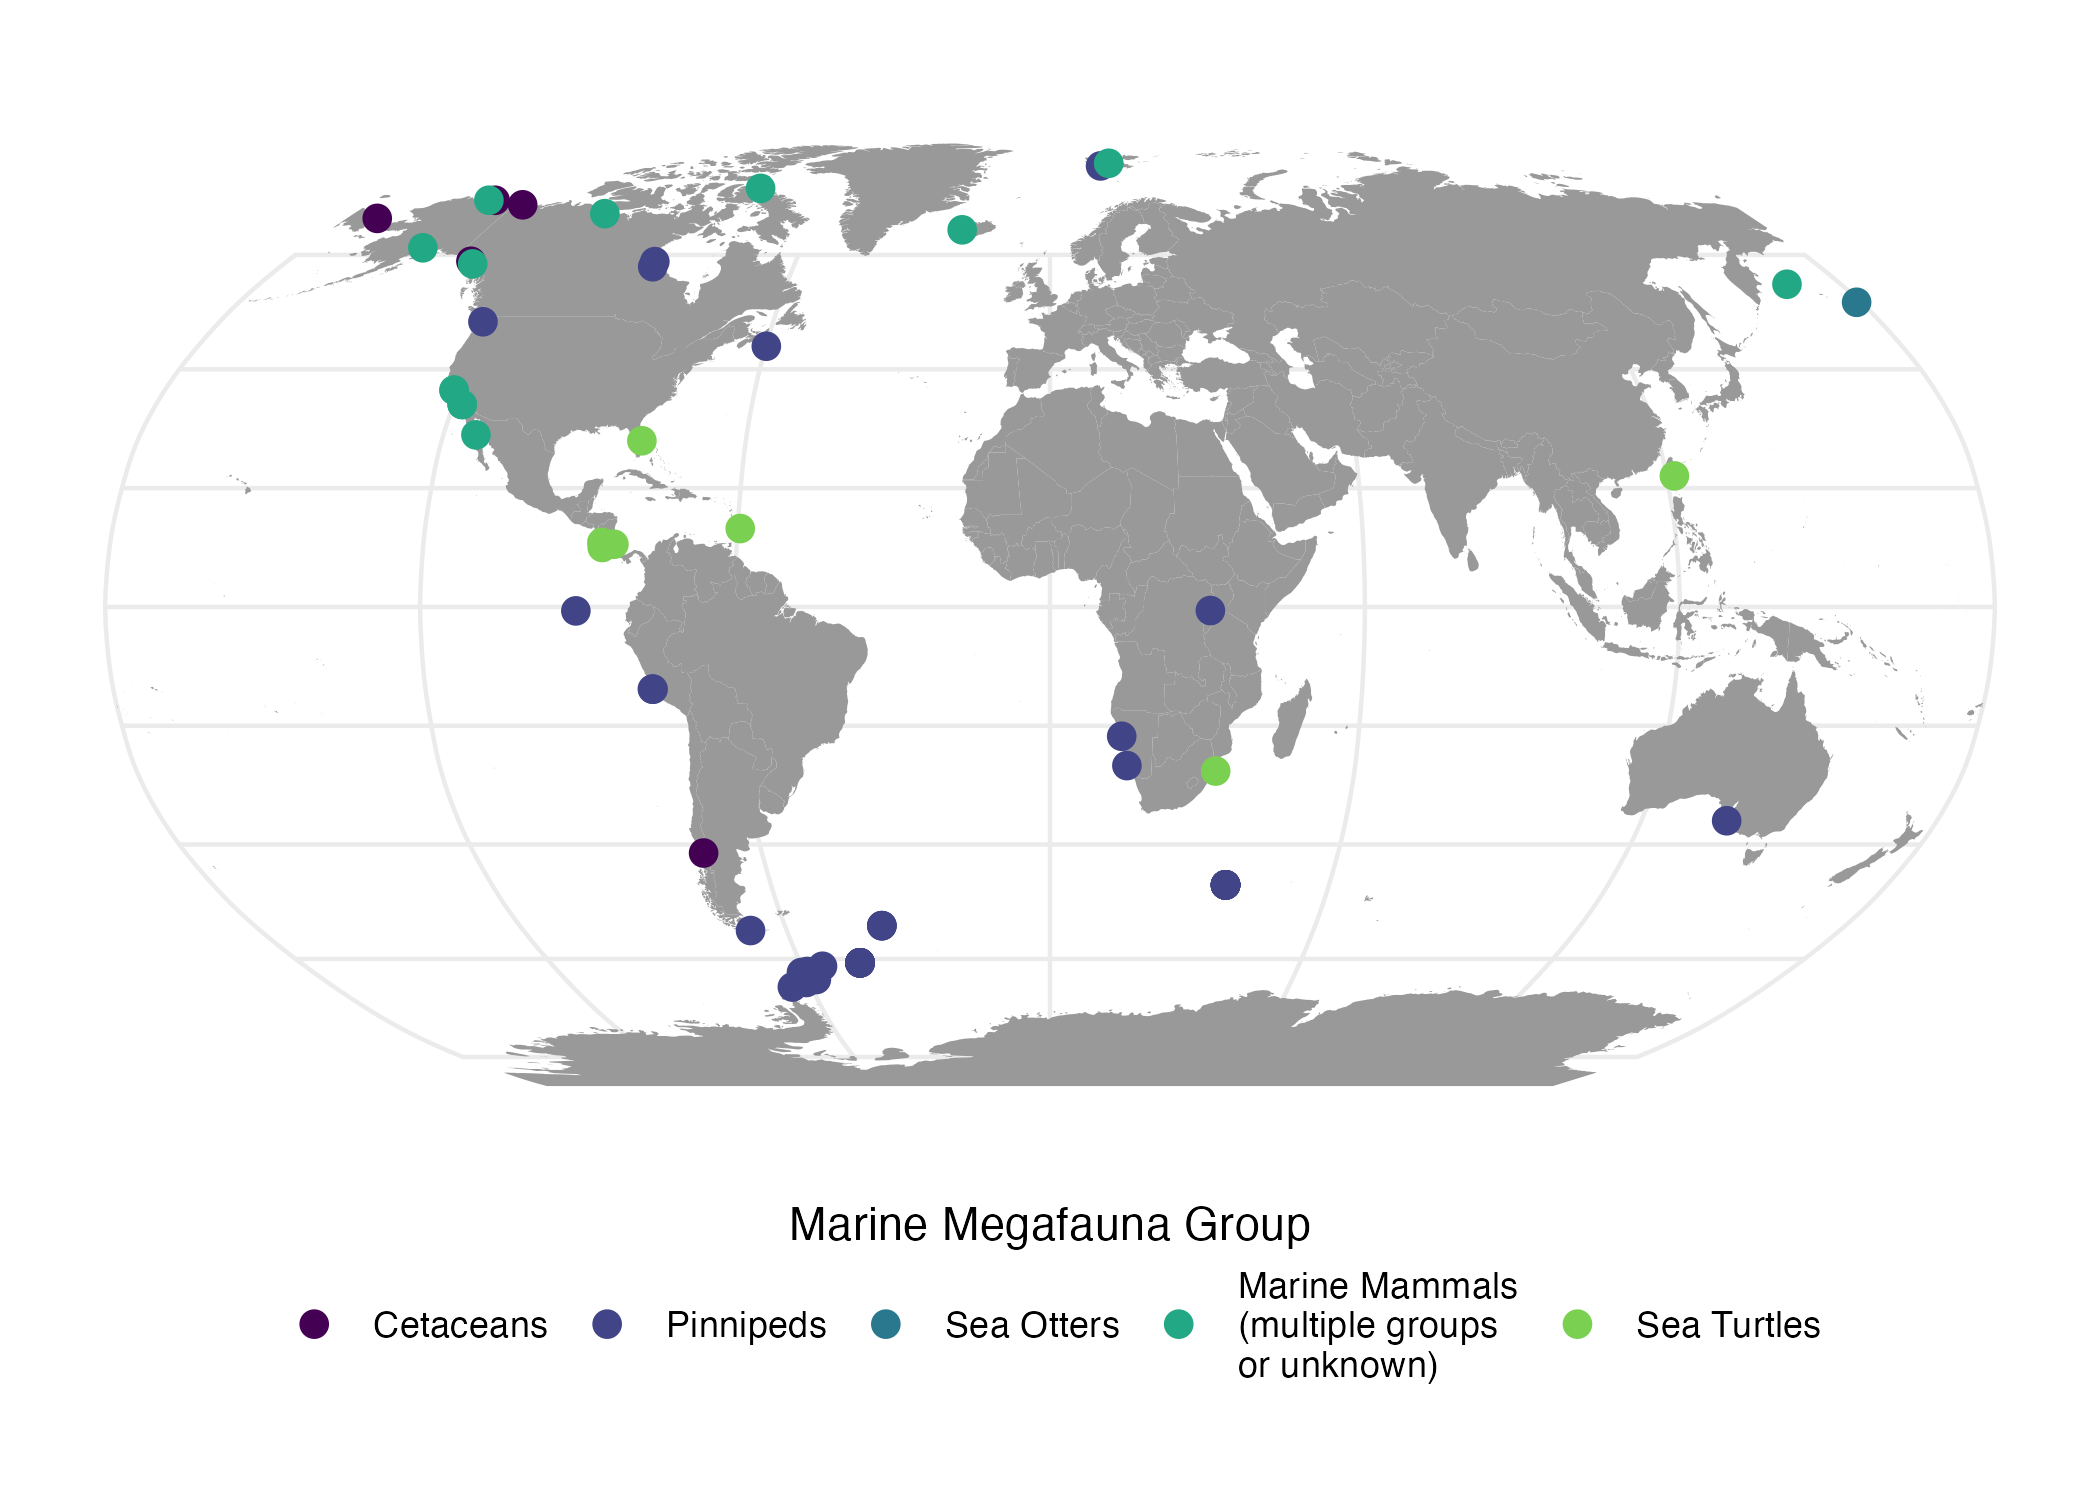 Marine Megafauna Group
Cetaceans
Pinnipeds
Sea Otters
Marine Mammals
(multiple groups
or unknown)
Sea Turtles